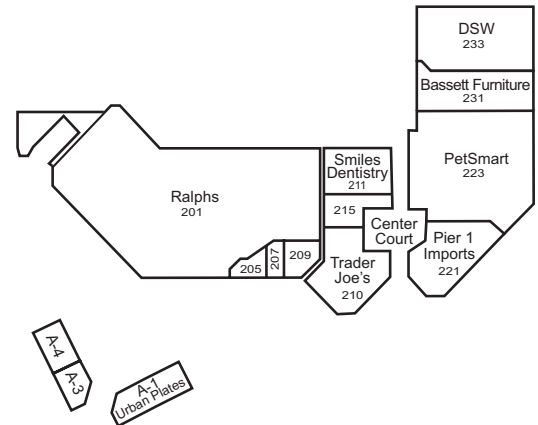 DSW
233
Bassett Furniture
231
PetSmart
223
Smiles
Dentistry
211
215
Center
Court
Pier 1
Imports
221
Ralphs
201
205
207
209
Trader
Joe's
210
A-4
A-3
A-1
Urban Plates